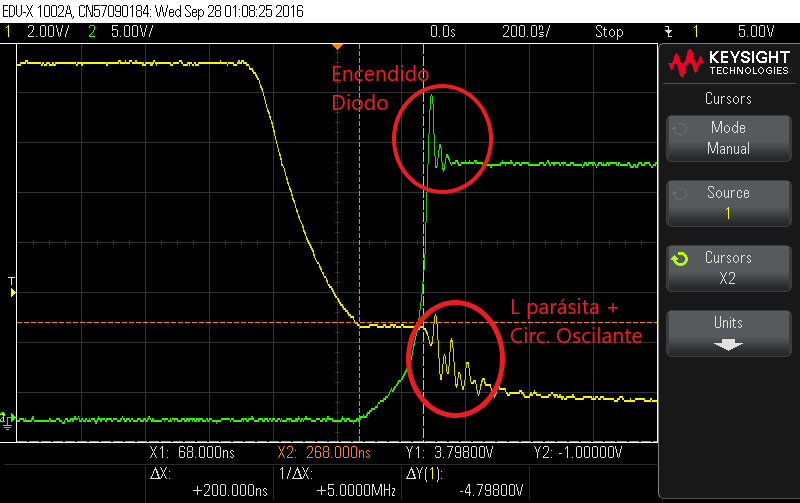 EDU-X 1002A, CN57090184: Wed Sep 28 01:08:25 2016
1 2.00V/ 2 5.00V/ 0.0s 200.0ns/ Stop 1 5.00V
KEYSIGHT
TECHNOLOGIES
Cursors
Mode
Manual
Source
1
Cursors
X2
Units
Encendido
Diodo
L parásita +
Circ. Oscilante
T
X1: 68.000ns X2: 268.000ns Y1: 3.79800V Y2: -1.00000V
ΔX: 1/ΔX: ΔY(1):
+200.000ns +5.0000MHz -4.79800V